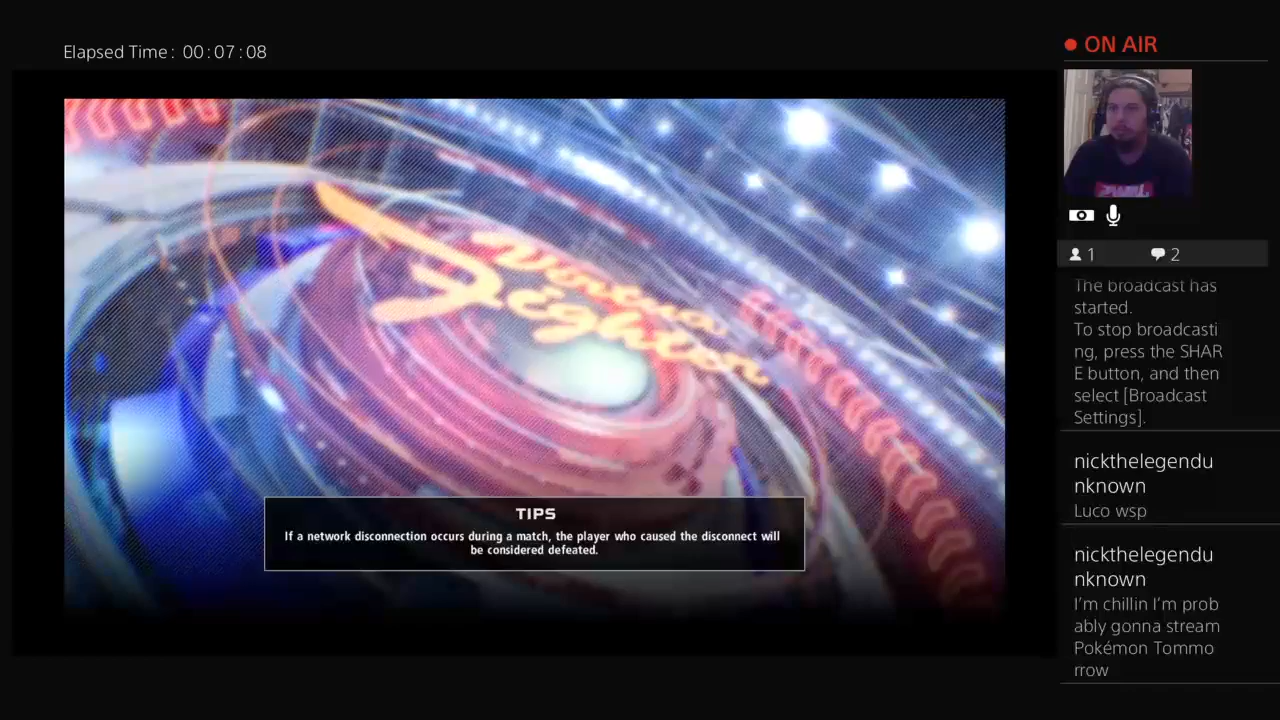 Elapsed Time: 00:07:08
ON AIR
1
2
The broadcast has
started.
To stop broadcasti
ng, press the SHAR
E button, and then
select [Broadcast
Settings].
nickthelegendu
nknown
Luco wsp
nickthelegendu
nknown
I'm chillin I'm prob
ably gonna stream
Pokémon Tommo
rrow
Virtua
Fighter
TIPS
If a network disconnection occurs during a match, the player who caused the disconnect will
be considered defeated.